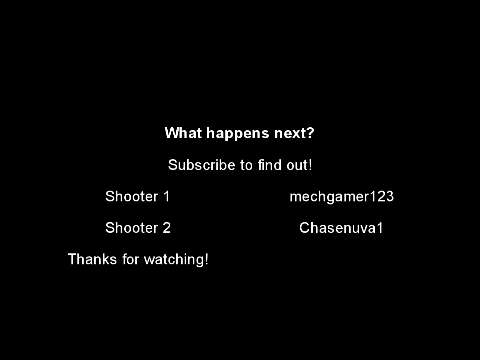 What happens next?
Subscribe to find out!
Shooter 1 mechgamer123
Shooter 2 Chasenuva1
Thanks for watching!